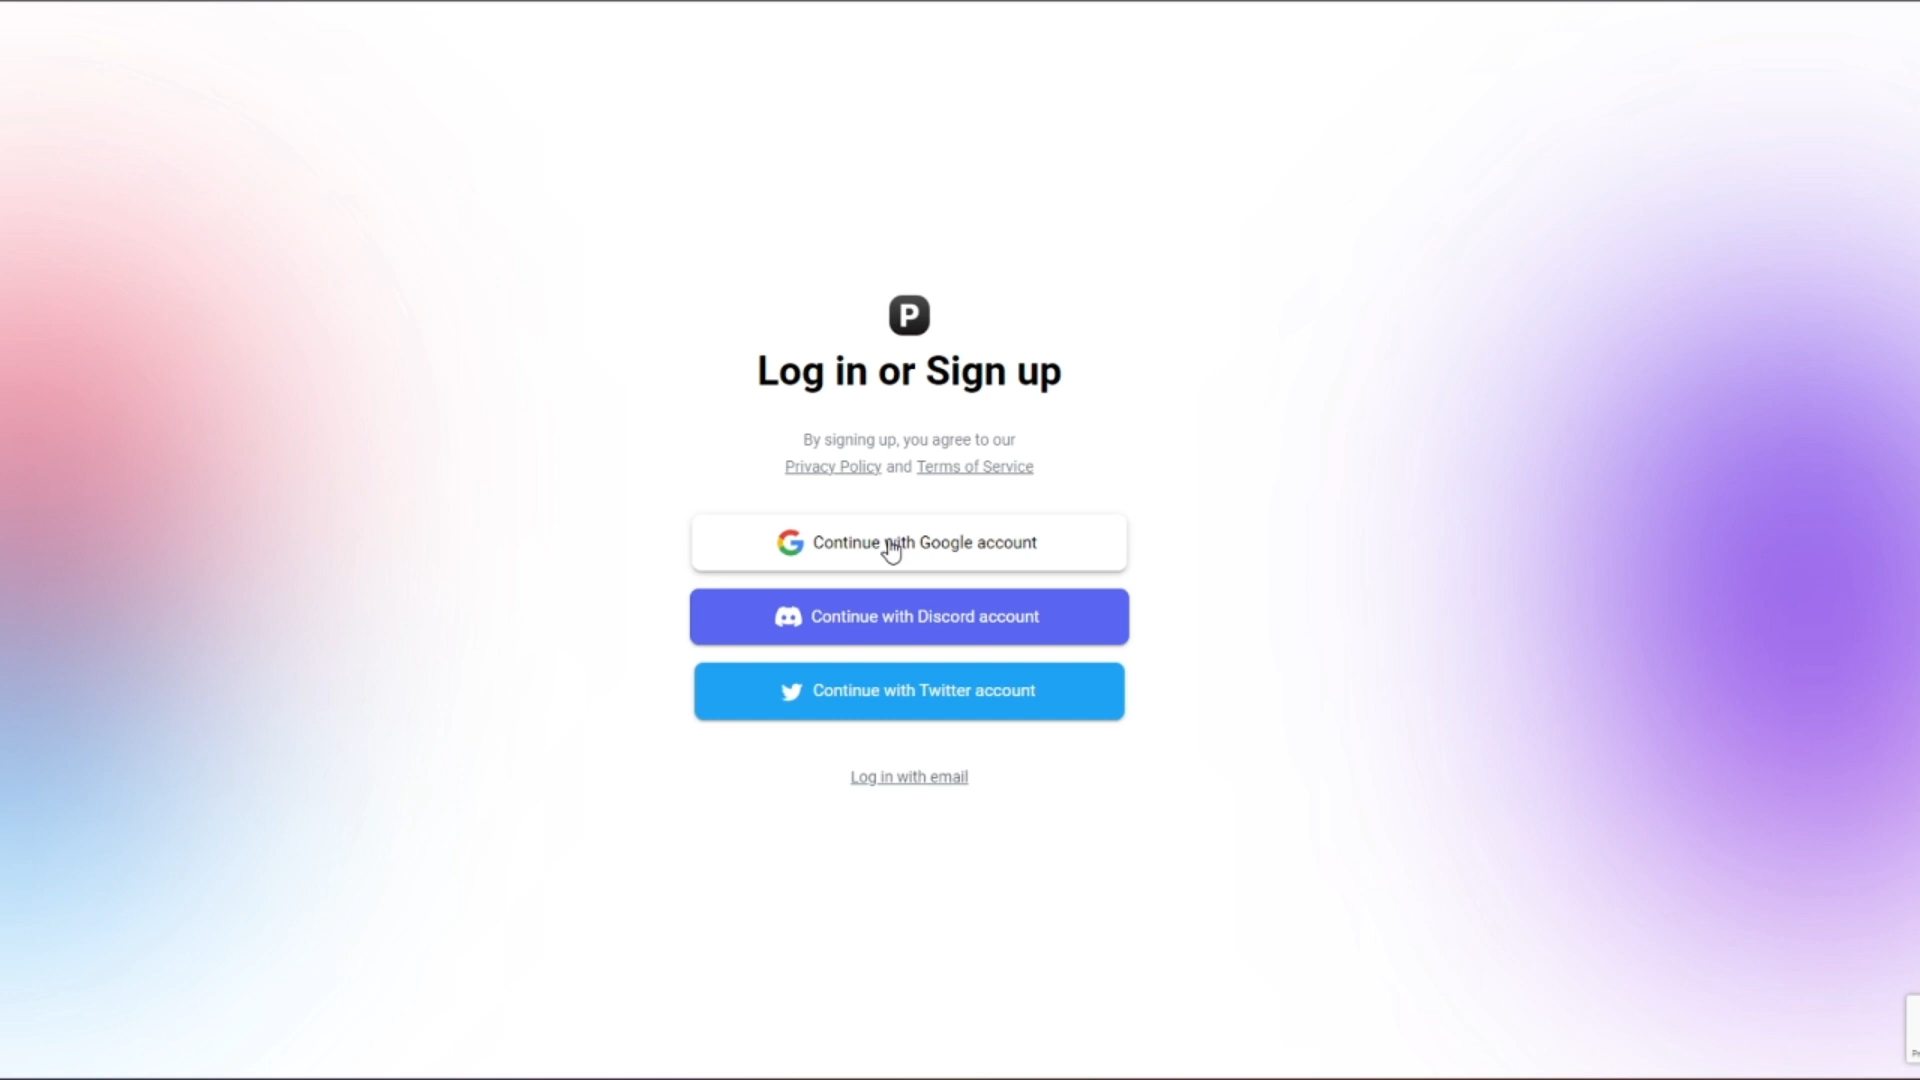 P
Log in or Sign up
By signing up, you agree to our
Privacy Policy and Terms of Service
Continue with Google account
Continue with Discord account
Continue with Twitter account
Log in with email